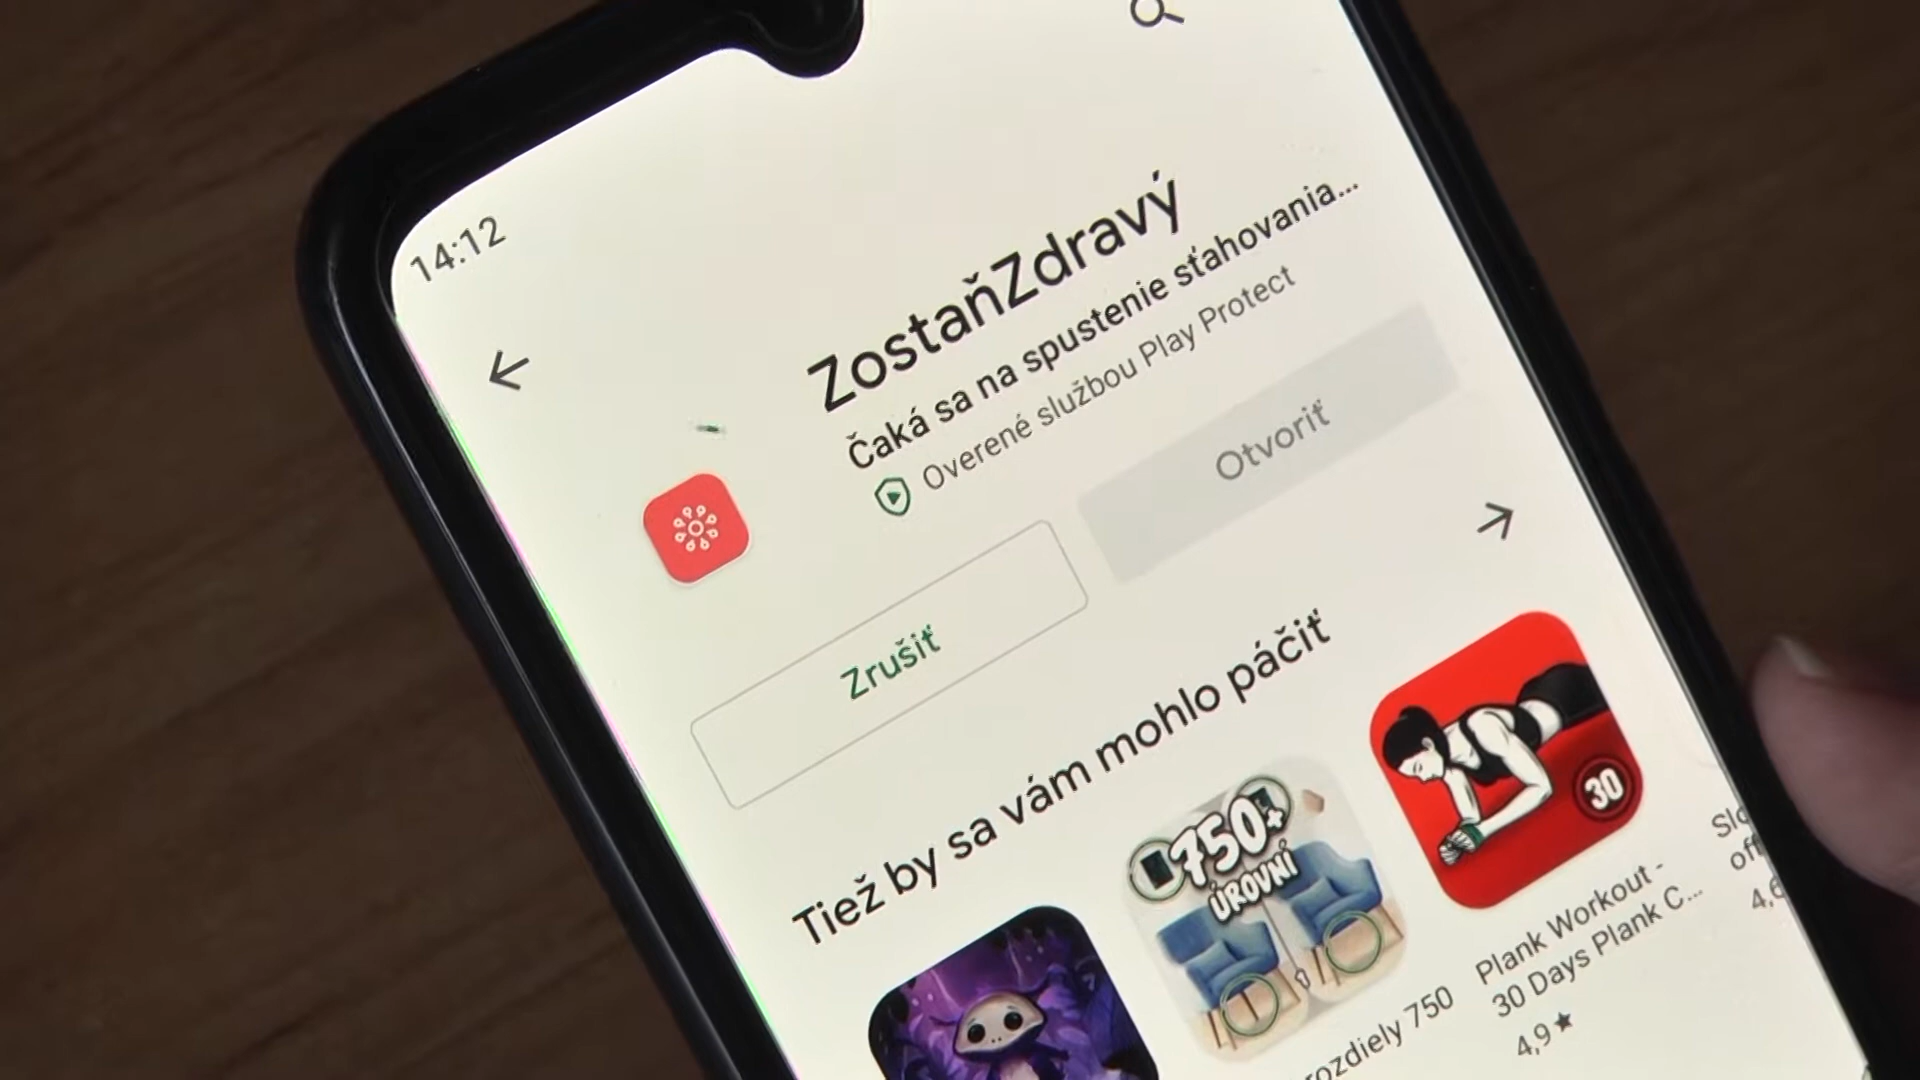 14:12
ZostaňZdravý
Čaká sa na spustenie sťahovania...
Overené službou Play Protect
Zrušiť
Otvoriť
Tiež by sa vám mohlo páčiť
750+
ÚROVNÍ
30
rozdiely 750
Plank Workout -
30 Days Plank C...
4,9 ★